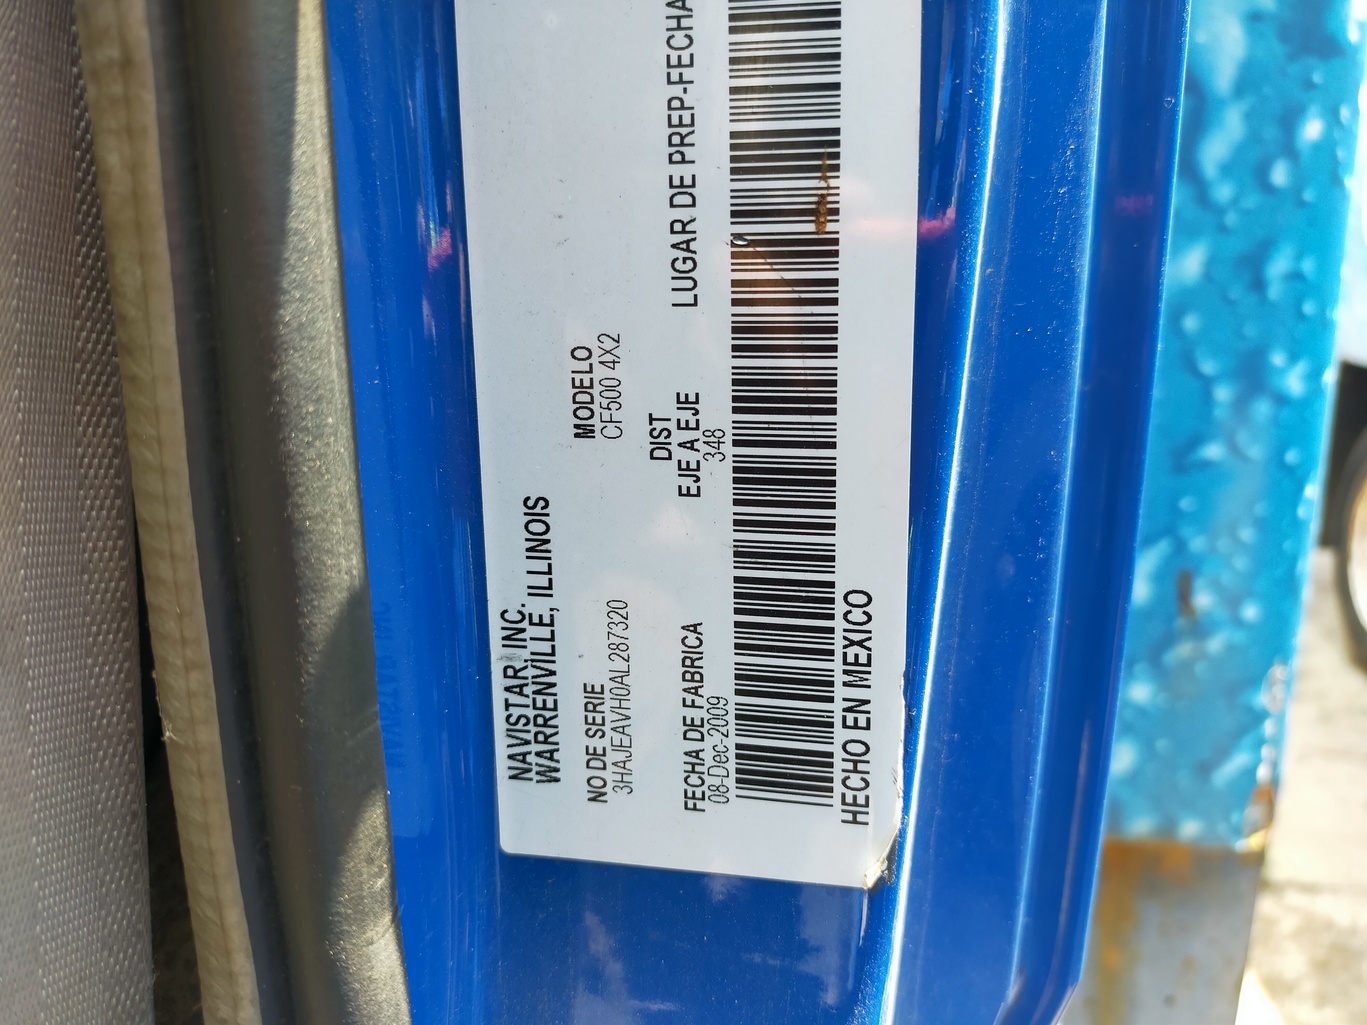 NAVISTAR, INC.
WARRENVILLE, ILLINOIS
NO DE SERIE
3HAJEAVH0AL287320
MODELO
CF500 4X2
FECHA DE FABRICA
08-Dec-2009
DIST
EJE A EJE
348
LUGAR DE PREP-FECHA
HECHO EN MEXICO